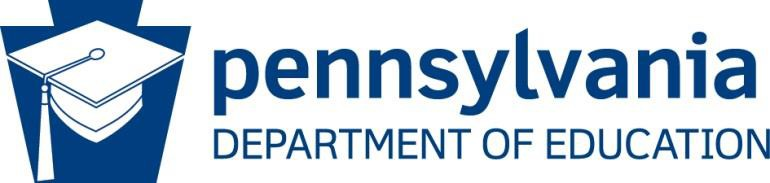 pennsylvania
DEPARTMENT OF EDUCATION